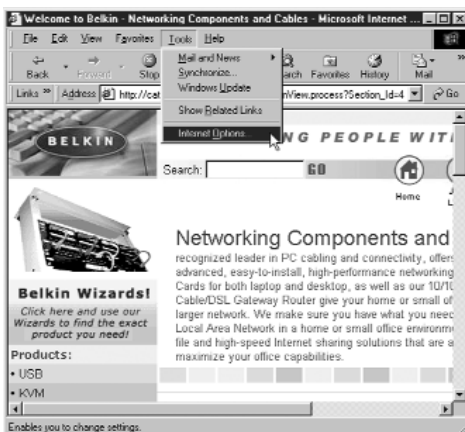 Welcome to Belkin - Networking Components and Cables - Microsoft Internet ...
File Edit View Favorites Tools Help
Back Forward Stop Search Favorites History Mail
Links Address http://cat nView.process?Section_Id=4 Go
Mail and News
Synchronize...
Windows Update
Show Related Links
Internet Options...
BELKIN
NG PEOPLE WIT
Search: GO
Home
Networking Components and
recognized leader in PC cabling and connectivity, offers
advanced, easy-to-install, high-performance networking
Cards for both laptop and desktop, as well as our 10/10
Cable/DSL Gateway Router give your home or small of
larger network. We make sure you have what you need
Local Area Network in a home or small office environm
file and high-speed Internet sharing solutions that are a
maximize your office capabilities.
Belkin Wizards!
Click here and use our
Wizards to find the exact
product you need!
Products:
• USB
• KVM
Enables you to change settings.